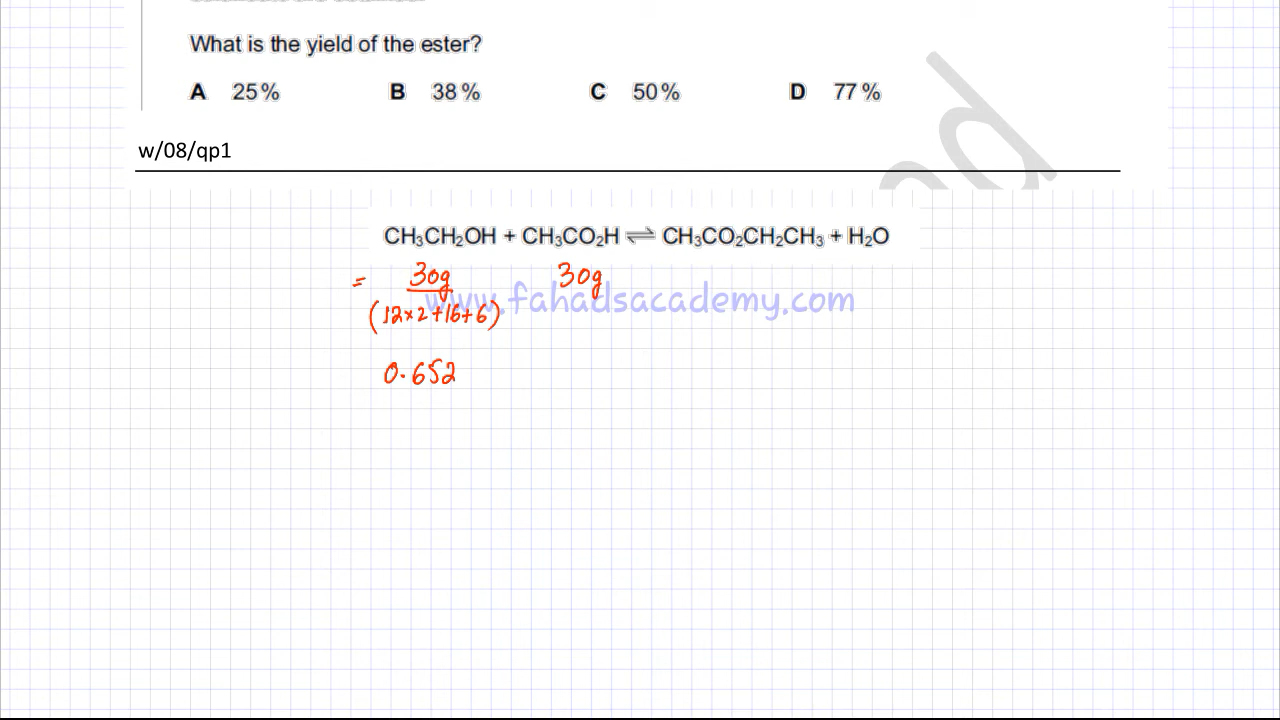 What is the yield of the ester?
A 25% B 38% C 50% D 77%
w/08/qp1
CH₃CH₂OH + CH₃CO₂H ⇌ CH₃CO₂CH₂CH₃ + H₂O
= 30g 30g
www.fahadsacademy.com
(12×2+16+6)
0.652